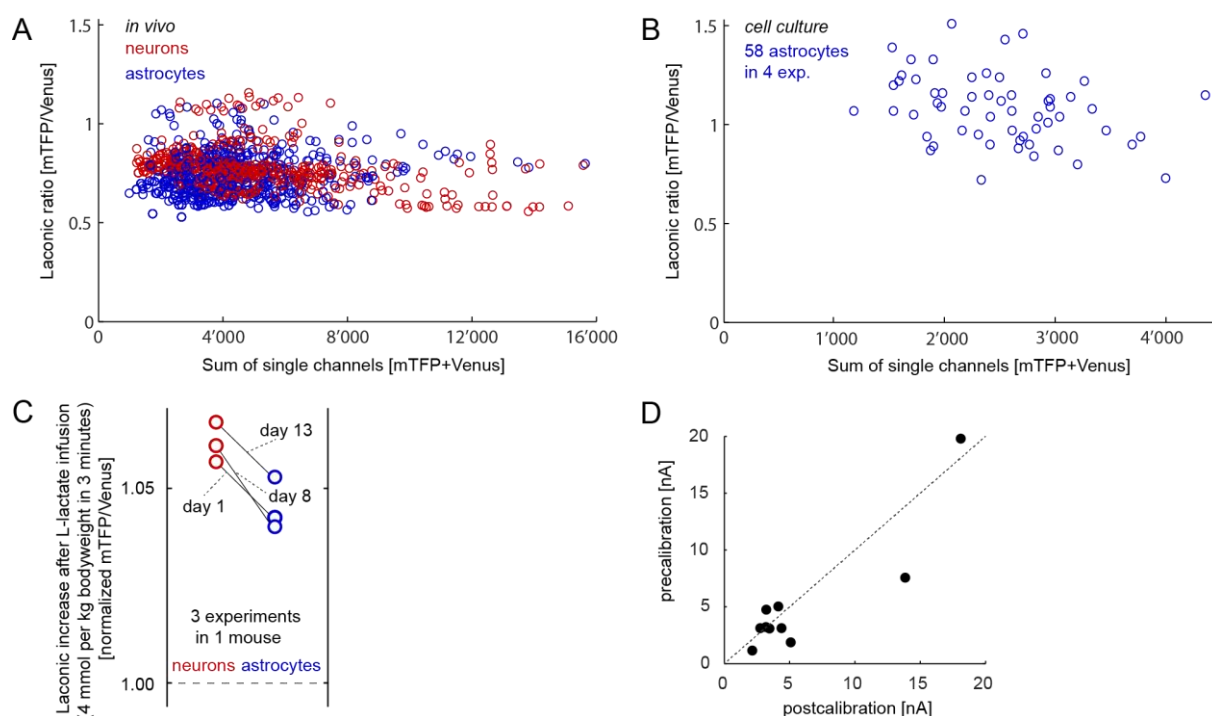 A
in vivo
neurons
astrocytes
1.5
1
0.5
0
Laconic ratio [mTFP/Venus]
0
4'000
8'000
12'000
16'000
Sum of single channels [mTFP+Venus]
B
cell culture
58 astrocytes
in 4 exp.
1.5
1
0.5
0
Laconic ratio [mTFP/Venus]
0
1'000
2'000
3'000
4'000
Sum of single channels [mTFP+Venus]
C
Laconic increase after L-lactate infusion
(4 mmol per kg bodyweight in 3 minutes)
[normalized mTFP/Venus]
1.05
1.00
day 13
day 1
day 8
3 experiments
in 1 mouse
neurons astrocytes
D
precalibration [nA]
20
15
10
5
0
0
5
10
15
20
postcalibration [nA]